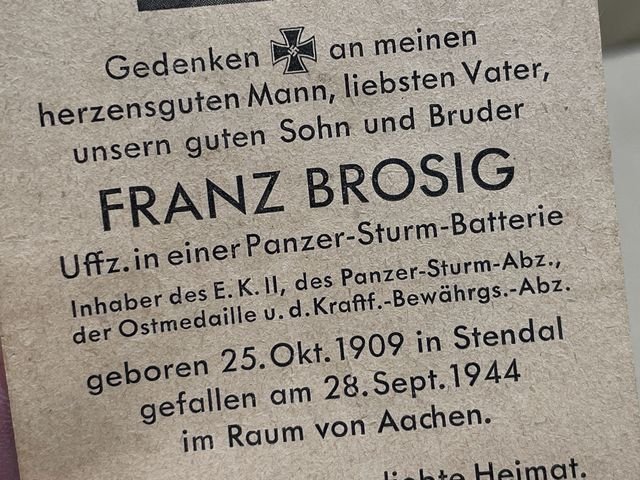 Gedenken an meinen
herzensguten Mann, liebsten Vater,
unsern guten Sohn und Bruder
FRANZ BROSIG
Uffz. in einer Panzer-Sturm-Batterie
Inhaber des E. K. II, des Panzer-Sturm-Abz.,
der Ostmedaille u. d. Kraftf.-Bewährgs.-Abz.
geboren 25. Okt. 1909 in Stendal
gefallen am 28. Sept. 1944
im Raum von Aachen.
liebte Heimat.